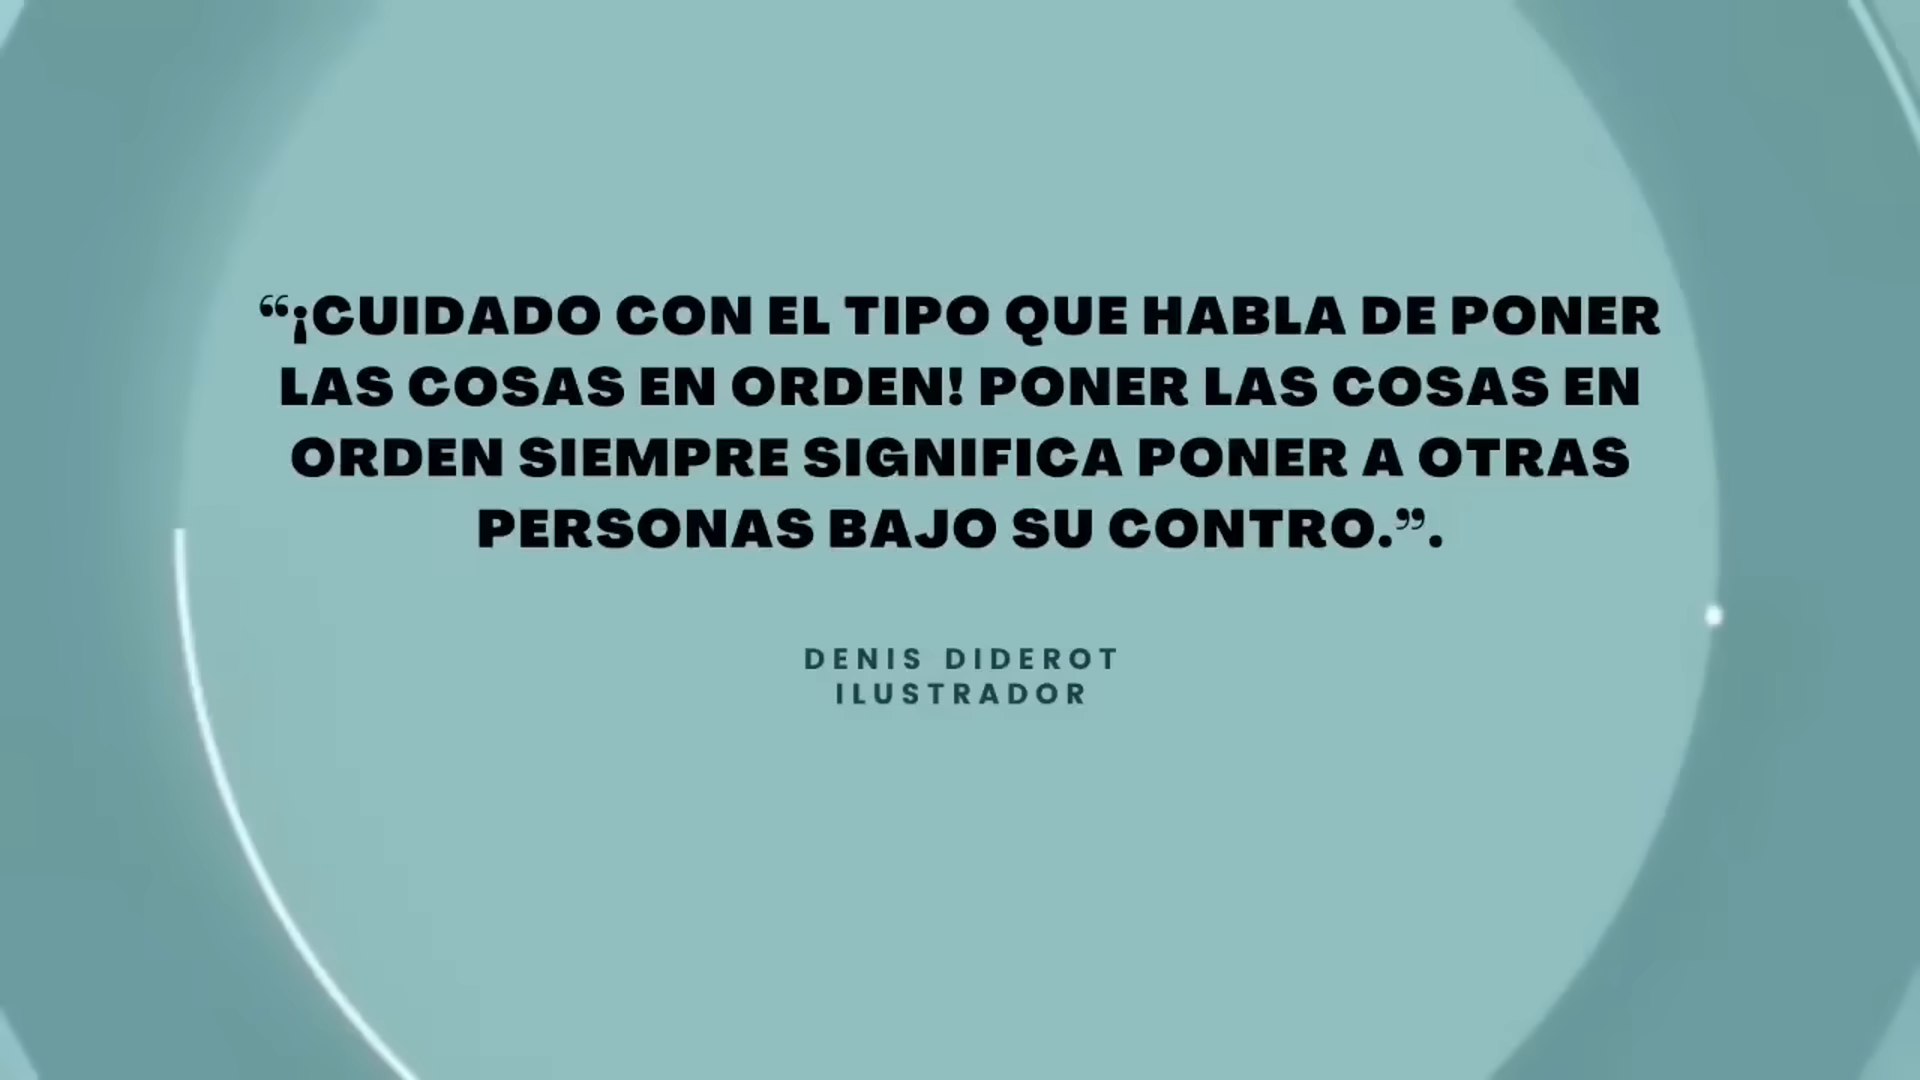 “¡CUIDADO CON EL TIPO QUE HABLA DE PONER
LAS COSAS EN ORDEN! PONER LAS COSAS EN
ORDEN SIEMPRE SIGNIFICA PONER A OTRAS
PERSONAS BAJO SU CONTRO.”.
DENIS DIDEROT
ILUSTRADOR